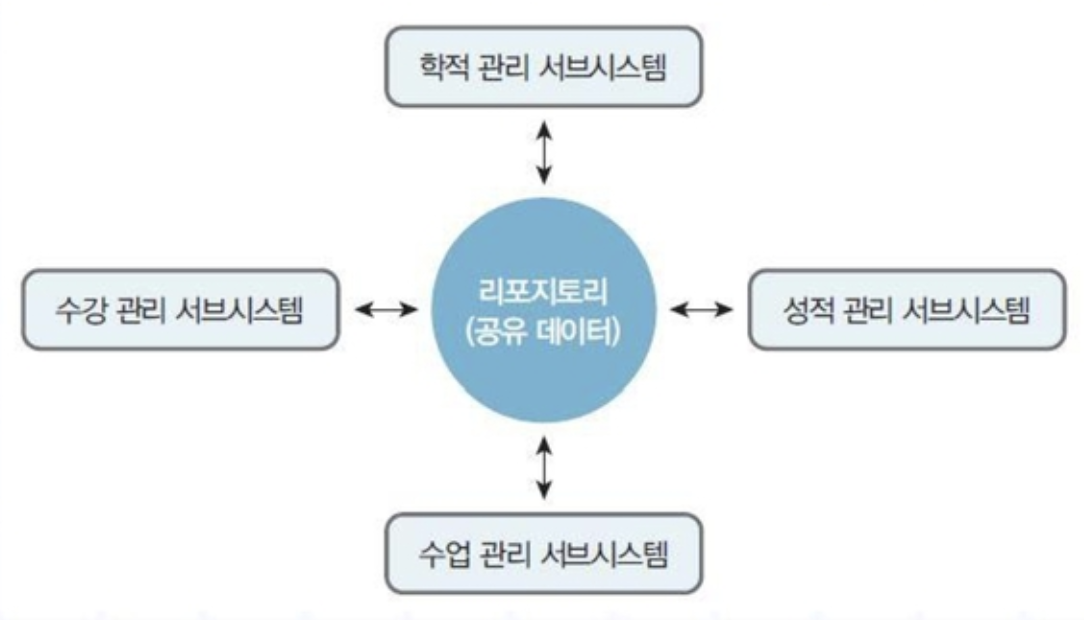 학적 관리 서브시스템
수강 관리 서브시스템
리포지토리
(공유 데이터)
성적 관리 서브시스템
수업 관리 서브시스템